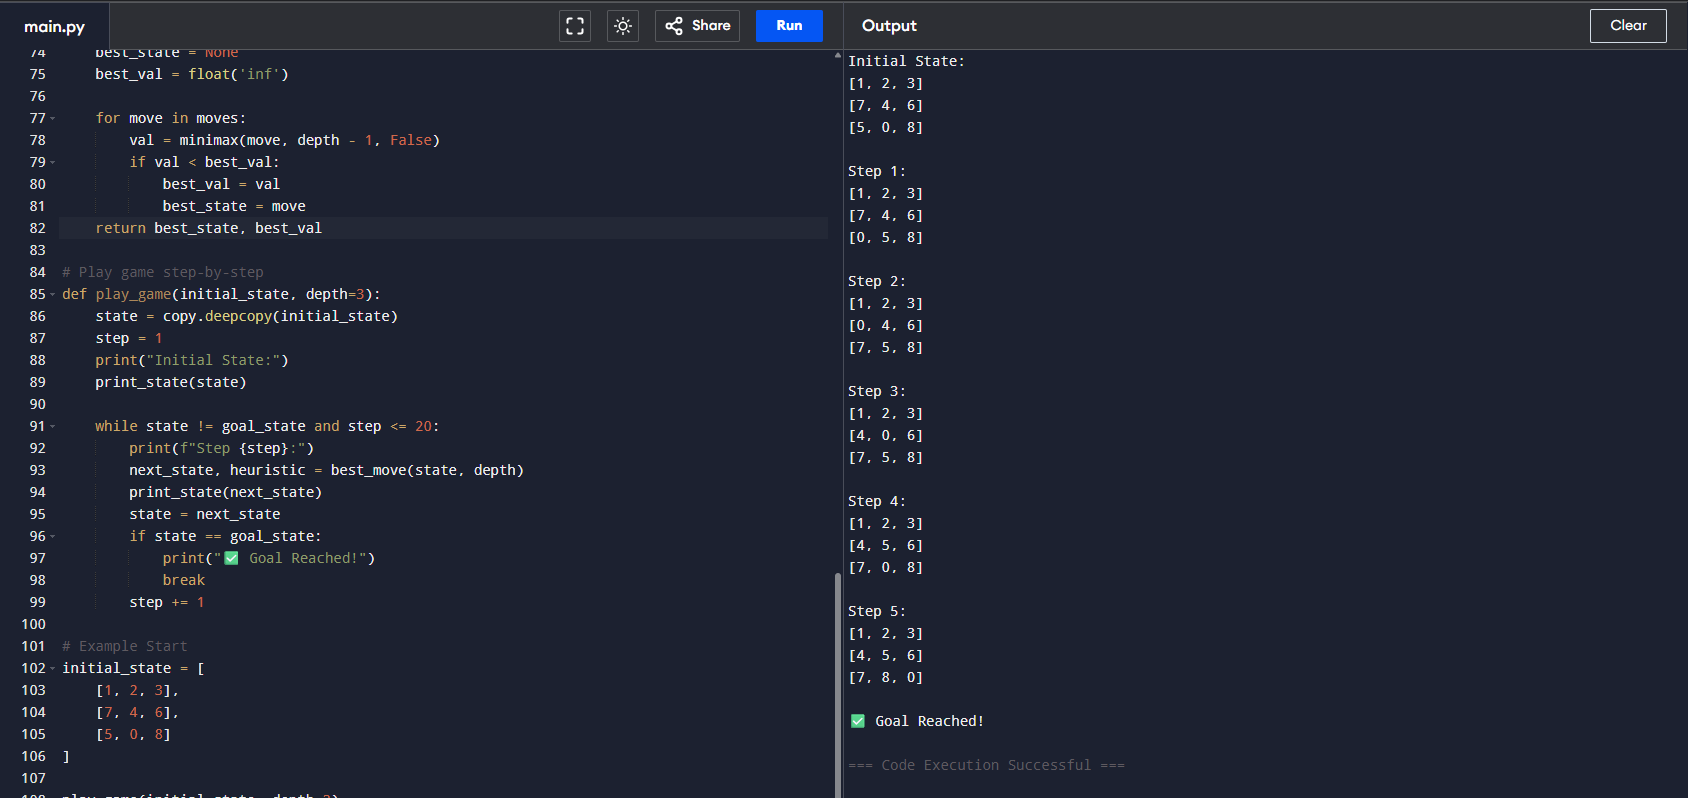 main.py
Share
Run
Output
Clear
74 best_state = None
75 best_val = float('inf')
76
77 for move in moves:
78 val = minimax(move, depth - 1, False)
79 if val < best_val:
80 best_val = val
81 best_state = move
82 return best_state, best_val
83
84 # Play game step-by-step
85 def play_game(initial_state, depth=3):
86 state = copy.deepcopy(initial_state)
87 step = 1
88 print("Initial State:")
89 print_state(state)
90
91 while state != goal_state and step <= 20:
92 print(f"Step {step}:")
93 next_state, heuristic = best_move(state, depth)
94 print_state(next_state)
95 state = next_state
96 if state == goal_state:
97 print("✅ Goal Reached!")
98 break
99 step += 1
100
101 # Example Start
102 initial_state = [
103 [1, 2, 3],
104 [7, 4, 6],
105 [5, 0, 8]
106 ]
107
Initial State:
[1, 2, 3]
[7, 4, 6]
[5, 0, 8]
Step 1:
[1, 2, 3]
[7, 4, 6]
[0, 5, 8]
Step 2:
[1, 2, 3]
[0, 4, 6]
[7, 5, 8]
Step 3:
[1, 2, 3]
[4, 0, 6]
[7, 5, 8]
Step 4:
[1, 2, 3]
[4, 5, 6]
[7, 0, 8]
Step 5:
[1, 2, 3]
[4, 5, 6]
[7, 8, 0]
✅ Goal Reached!
=== Code Execution Successful ===